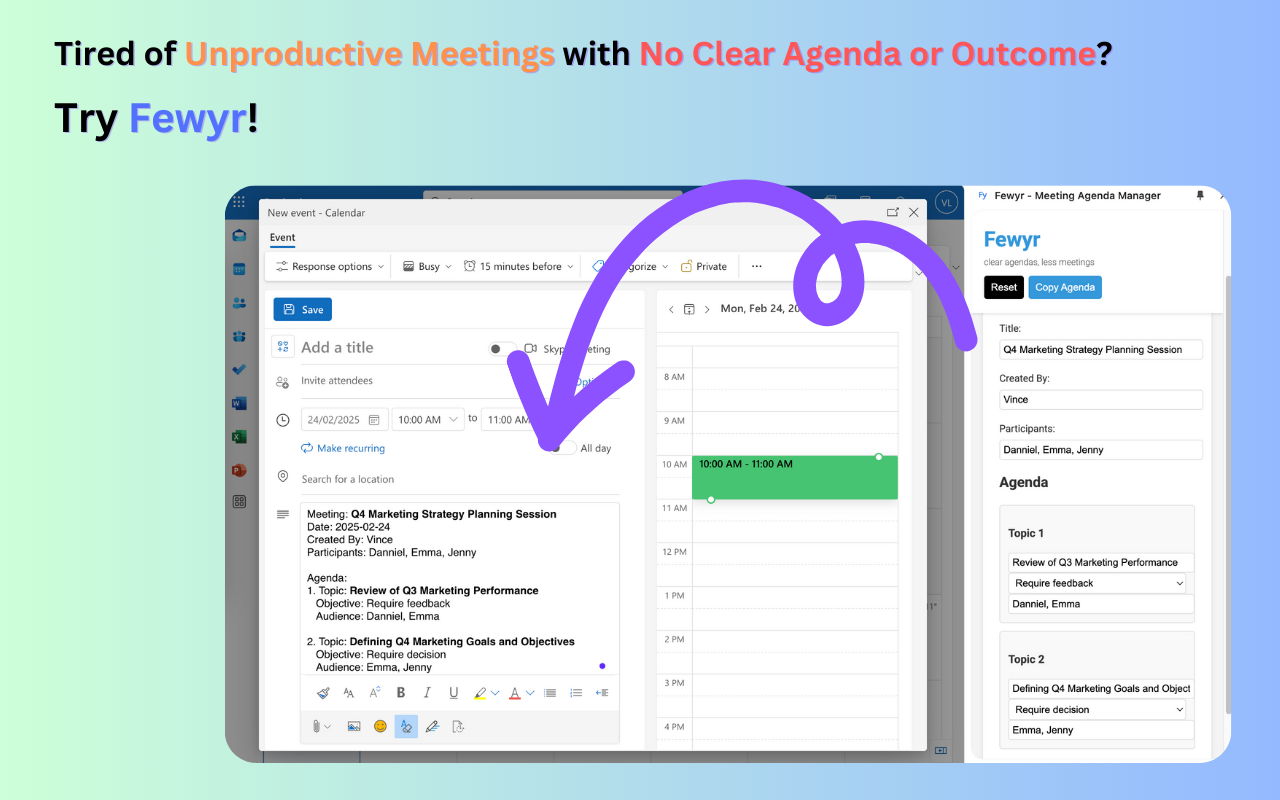 Tired of Unproductive Meetings with No Clear Agenda or Outcome?
Try Fewyr!
VL
Fy Fewyr - Meeting Agenda Manager
New event - Calendar
Event
Response options
Busy
15 minutes before
Private
...
Save
Mon, Feb 24, 20
Add a title
Invite attendees
24/02/2025
10:00 AM
to
11:00 AM
Make recurring
All day
Search for a location
Meeting: Q4 Marketing Strategy Planning Session
Date: 2025-02-24
Created By: Vince
Participants: Danniel, Emma, Jenny
Agenda:
1. Topic: Review of Q3 Marketing Performance
Objective: Require feedback
Audience: Danniel, Emma
2. Topic: Defining Q4 Marketing Goals and Objectives
Objective: Require decision
Audience: Emma, Jenny
B I U A
8 AM
9 AM
10 AM
10:00 AM - 11:00 AM
11 AM
12 PM
1 PM
2 PM
3 PM
4 PM
Fewyr
clear agendas, less meetings
Reset
Copy Agenda
Title:
Q4 Marketing Strategy Planning Session
Created By:
Vince
Participants:
Danniel, Emma, Jenny
Agenda
Topic 1
Review of Q3 Marketing Performance
Require feedback
Danniel, Emma
Topic 2
Defining Q4 Marketing Goals and Object
Require decision
Emma, Jenny